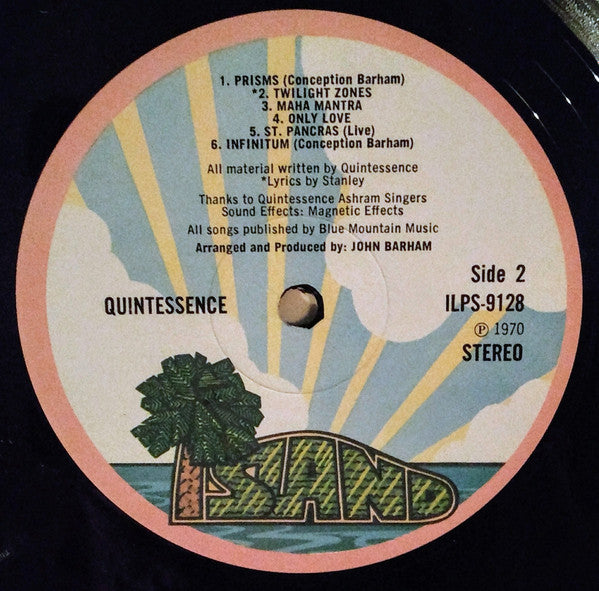 1. PRISMS (Conception Barham)
*2. TWILIGHT ZONES
3. MAHA MANTRA
4. ONLY LOVE
5. ST. PANCRAS (Live)
6. INFINITUM (Conception Barham)
All material written by Quintessence
*Lyrics by Stanley
Thanks to Quintessence Ashram Singers
Sound Effects: Magnetic Effects
All songs published by Blue Mountain Music
Arranged and Produced by: JOHN BARHAM
QUINTESSENCE
Side 2
ILPS-9128
Ⓟ 1970
STEREO
ISLAND